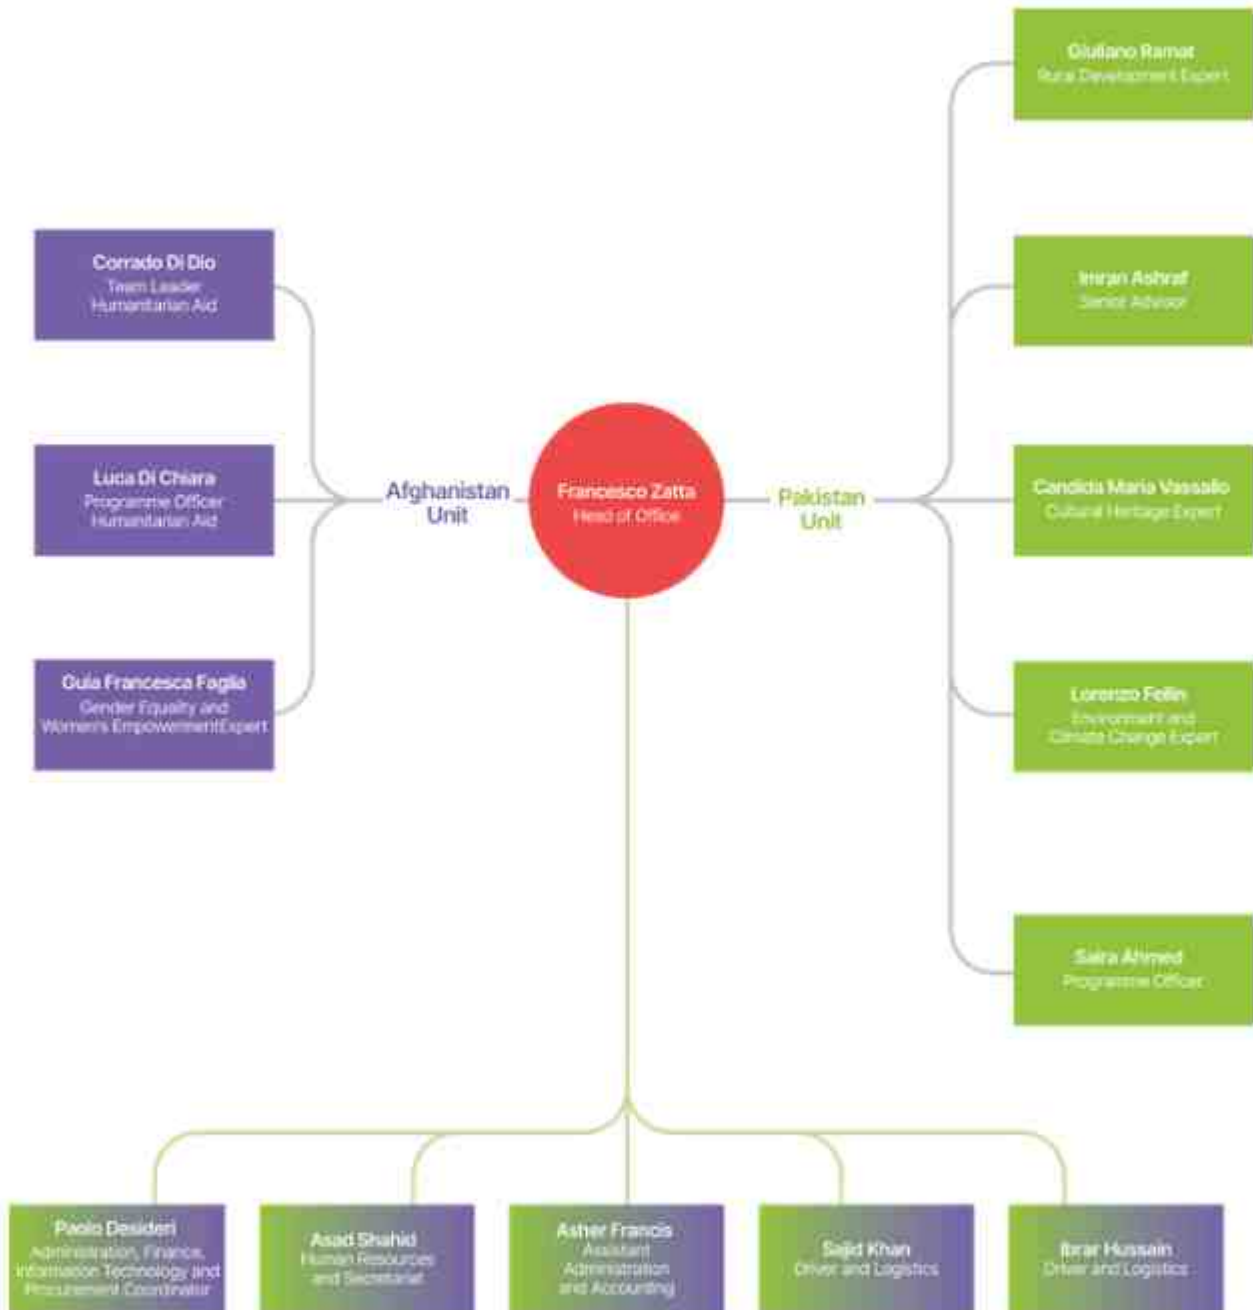 Giuliano Ramat
Rural Development Expert
Corrado Di Dio
Team Leader
Humanitarian Aid
Imran Ashraf
Senior Advisor
Luca Di Chiara
Programme Officer
Humanitarian Aid
Afghanistan
Unit
Francesco Zatta
Head of Office
Pakistan
Unit
Candida Maria Vassallo
Cultural Heritage Expert
Guia Francesca Faglia
Gender Equality and
Women's EmpowermentExpert
Lorenzo Fellin
Environment and
Climate Change Expert
Saira Ahmed
Programme Officer
Paolo Desideri
Administration, Finance,
Information Technology and
Procurement Coordinator
Asad Shahid
Human Resources
and Secretariat
Asher Francis
Assistant
Administration
and Accounting
Sajid Khan
Driver and Logistics
Ibrar Hussain
Driver and Logistics